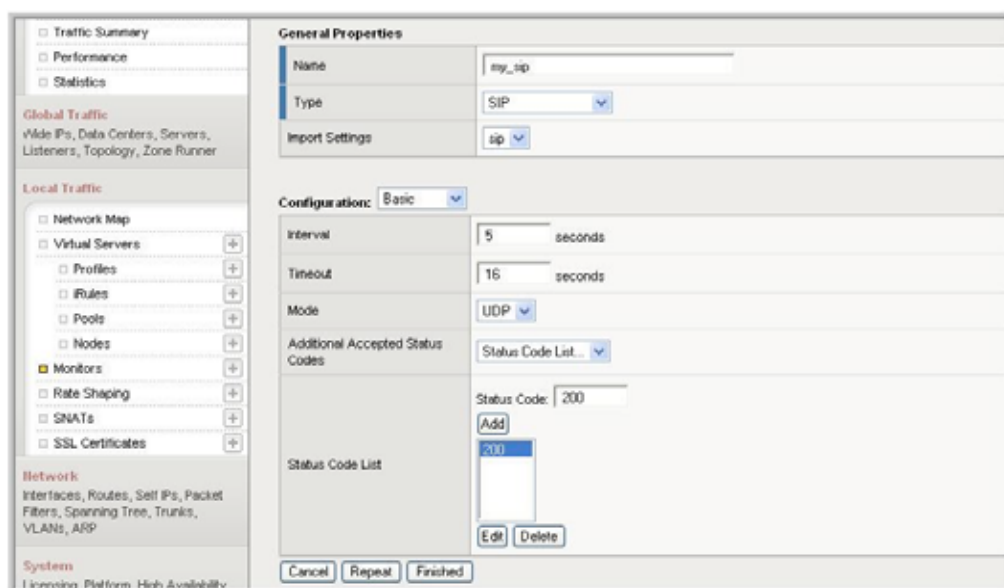 Traffic Summary
Performance
Statistics
Global Traffic
Wide IPs, Data Centers, Servers,
Listeners, Topology, Zone Runner
Local Traffic
Network Map
Virtual Servers
Profiles
iRules
Pools
Nodes
Monitors
Rate Shaping
SNATs
SSL Certificates
Network
Interfaces, Routes, Self IPs, Packet
Filters, Spanning Tree, Trunks,
VLANs, ARP
System
Licensing, Platform, High Availability,
General Properties
Name my_sip
Type SIP
Import Settings sip
Configuration: Basic
Interval 5 seconds
Timeout 16 seconds
Mode UDP
Additional Accepted Status
Codes
Status Code List...
Status Code List
Status Code: 200
Add
200
Edit Delete
Cancel Repeat Finished